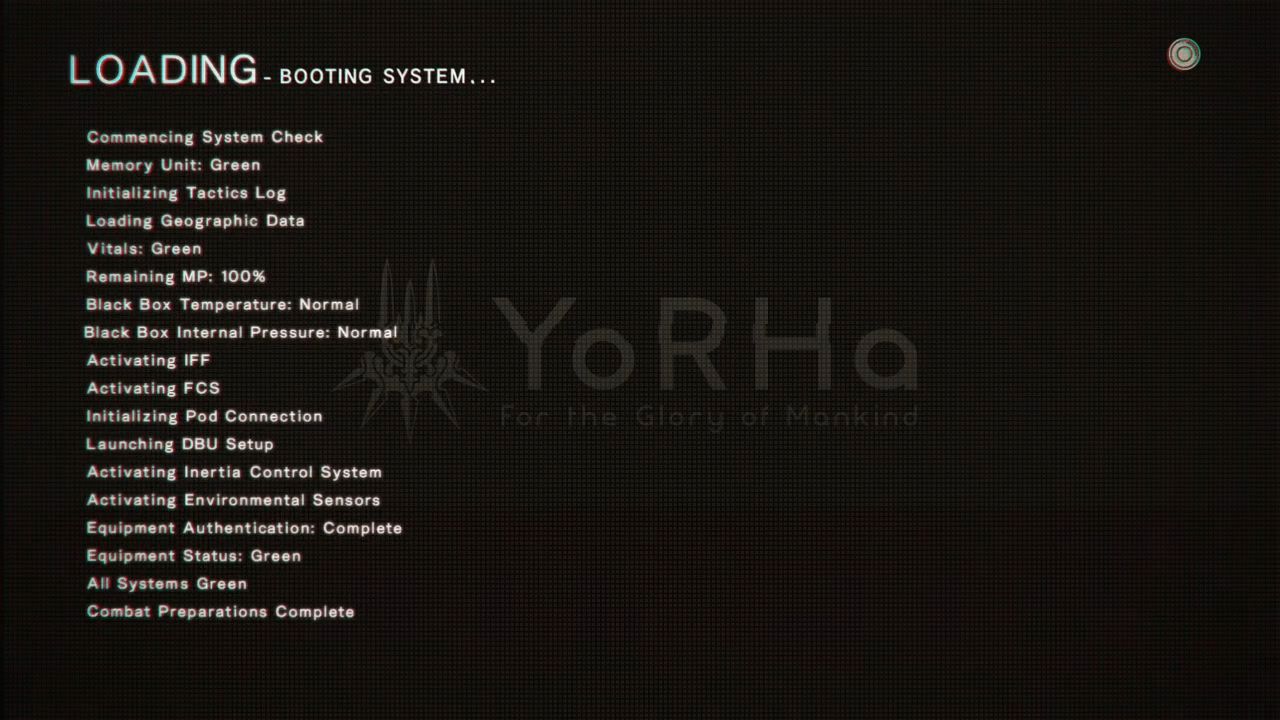 LOADING - BOOTING SYSTEM...
Commencing System Check
Memory Unit: Green
Initializing Tactics Log
Loading Geographic Data
Vitals: Green
Remaining MP: 100%
Black Box Temperature: Normal
Black Box Internal Pressure: Normal
Activating IFF
Activating FCS
Initializing Pod Connection
Launching DBU Setup
Activating Inertia Control System
Activating Environmental Sensors
Equipment Authentication: Complete
Equipment Status: Green
All Systems Green
Combat Preparations Complete
YoRHa
For the Glory of Mankind